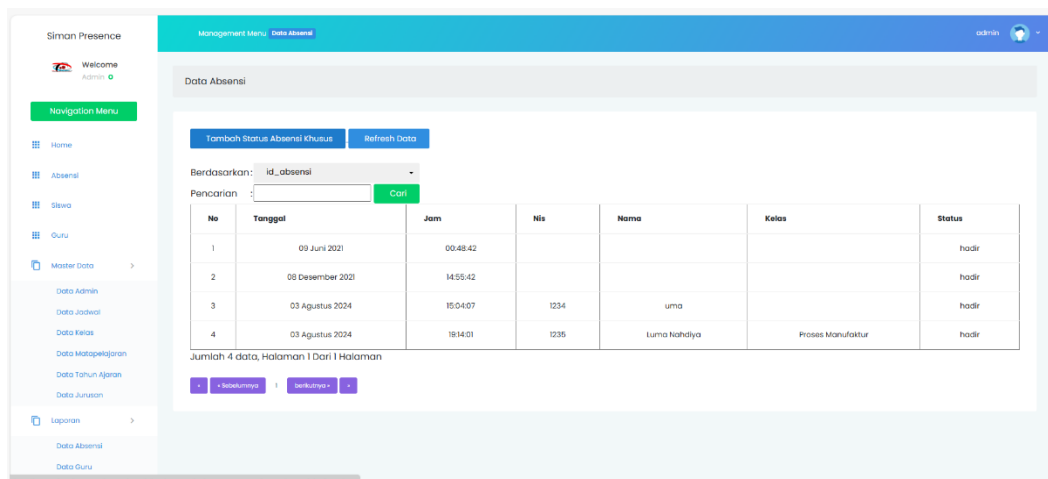 Siman Presence
Management Menu Data Absensi
admin
Welcome
Admin
Navigation Menu
Home
Absensi
Siswa
Guru
Master Data
Data Admin
Data Jadwal
Data Kelas
Data Matapelajaran
Data Tahun Ajaran
Data Jurusan
Laporan
Data Absensi
Data Guru
Data Absensi
Tambah Status Absensi Khusus Refresh Data
Berdasarkan : id_absensi
Pencarian : Cari
No Tanggal Jam Nis Nama Kelas Status
1 09 Juni 2021 00:48:42 hadir
2 08 Desember 2021 14:55:42 hadir
3 03 Agustus 2024 15:04:07 1234 uma hadir
4 03 Agustus 2024 19:14:01 1235 Luma Nahdiya Proses Manufaktur hadir
Jumlah 4 data, Halaman 1 Dari 1 Halaman
« « Sebelumnya 1 berikutnya » »